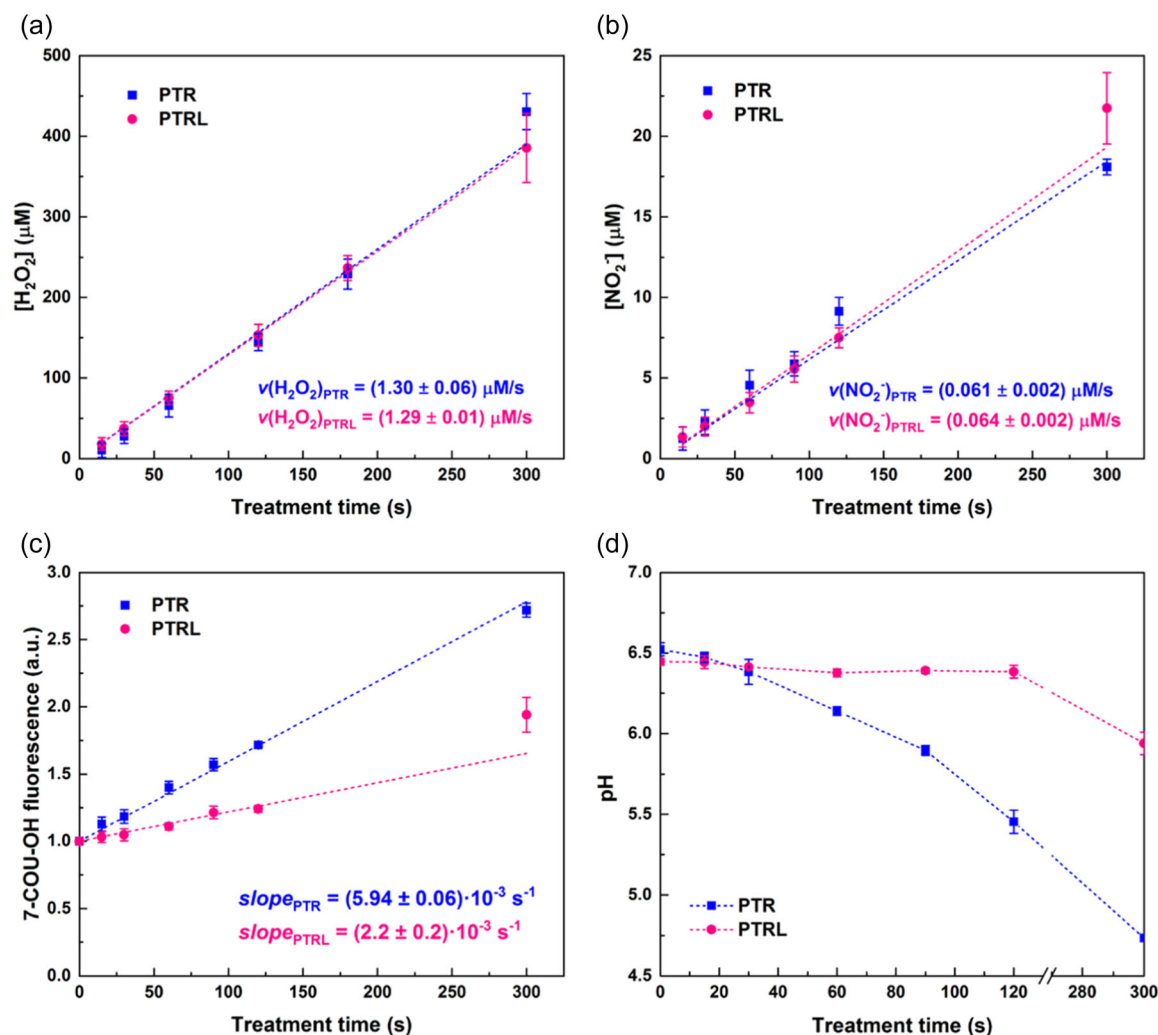 (a)
500
400
300
200
100
0
[H₂O₂] (μM)
PTR
PTRL
v(H₂O₂)PTR = (1.30 ± 0.06) μM/s
v(H₂O₂)PTRL = (1.29 ± 0.01) μM/s
0 50 100 150 200 250 300
Treatment time (s)
(b)
25
20
15
10
5
0
[NO₂⁻] (μM)
PTR
PTRL
v(NO₂⁻)PTR = (0.061 ± 0.002) μM/s
v(NO₂⁻)PTRL = (0.064 ± 0.002) μM/s
0 50 100 150 200 250 300
Treatment time (s)
(c)
3.0
2.5
2.0
1.5
1.0
0.5
0.0
7-COU-OH fluorescence (a.u.)
PTR
PTRL
slopePTR = (5.94 ± 0.06)·10⁻³ s⁻¹
slopePTRL = (2.2 ± 0.2)·10⁻³ s⁻¹
0 50 100 150 200 250 300
Treatment time (s)
(d)
7.0
6.5
6.0
5.5
5.0
4.5
pH
PTR
PTRL
0 20 40 60 80 100 120 300
Treatment time (s)